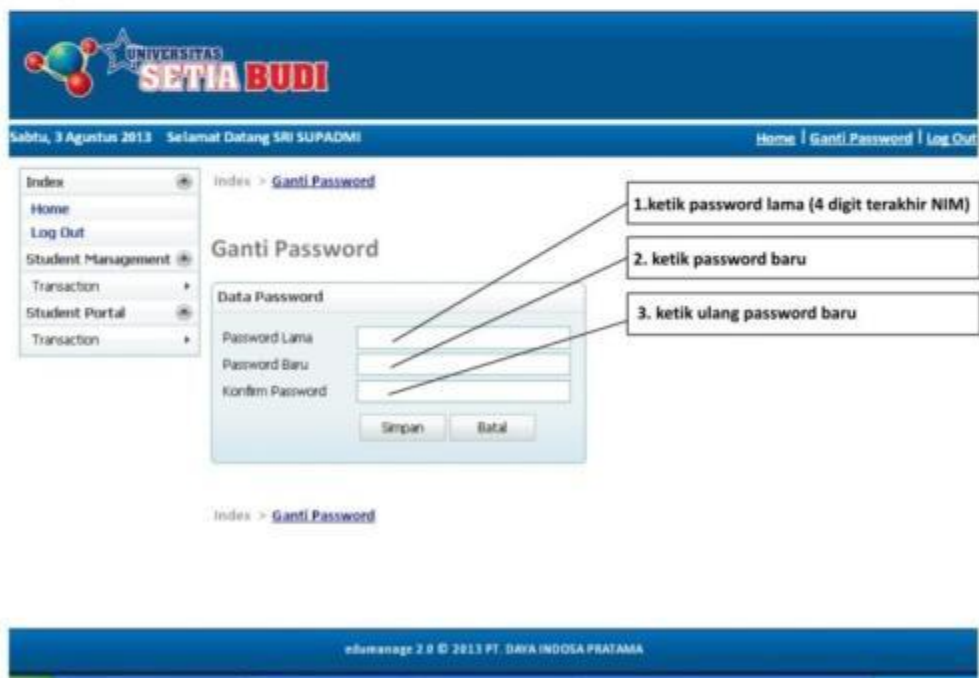 UNIVERSITAS
SETIA BUDI
Sabtu, 3 Agustus 2013 Selamat Datang SRI SUPADMI
Home | Ganti Password | Log Out
Index
Home
Log Out
Student Management
Transaction
Student Portal
Transaction
Index > Ganti Password
Ganti Password
Data Password
Password Lama
Password Baru
Konfirm Password
Simpan Batal
1.ketik password lama (4 digit terakhir NIM)
2. ketik password baru
3. ketik ulang password baru
Index > Ganti Password
edumanage 2.0 © 2013 PT. DAYA INDOSA PRATAMA